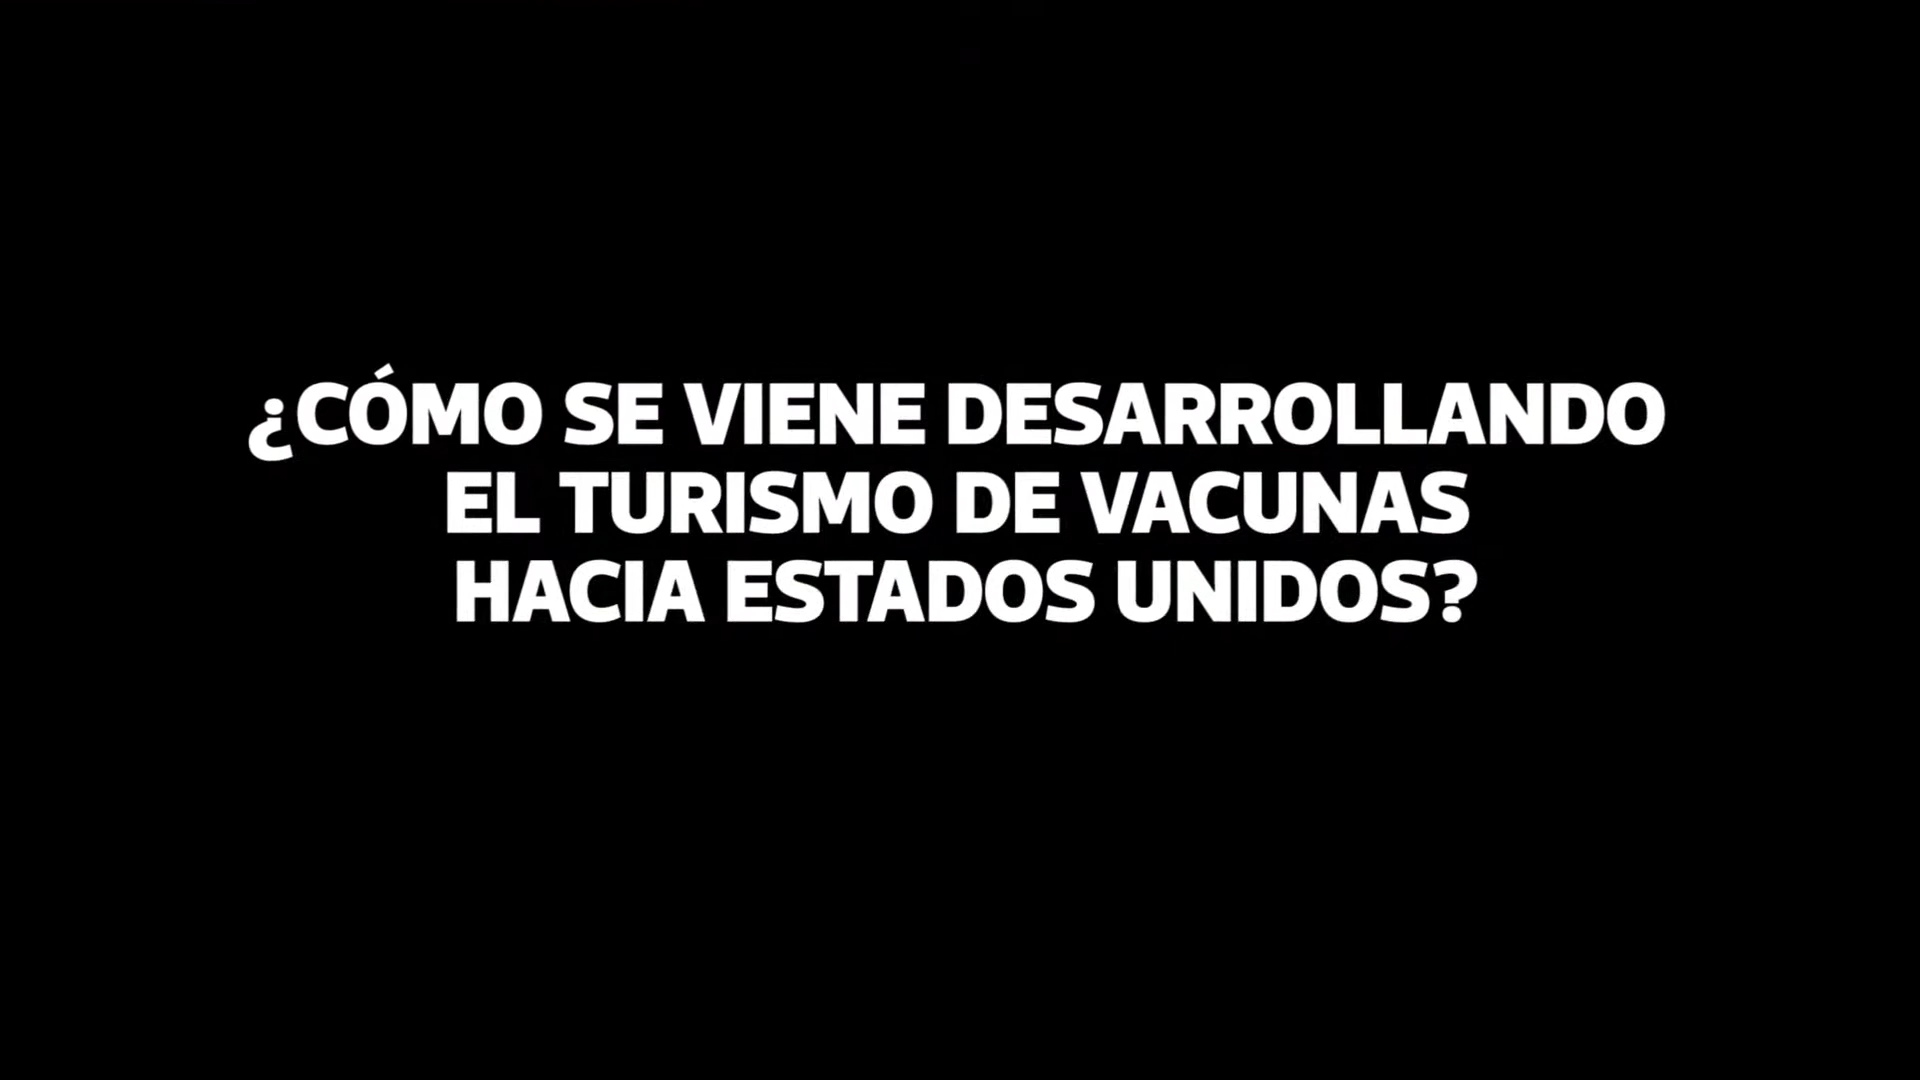 ¿CÓMO SE VIENE DESARROLLANDO
EL TURISMO DE VACUNAS
HACIA ESTADOS UNIDOS?